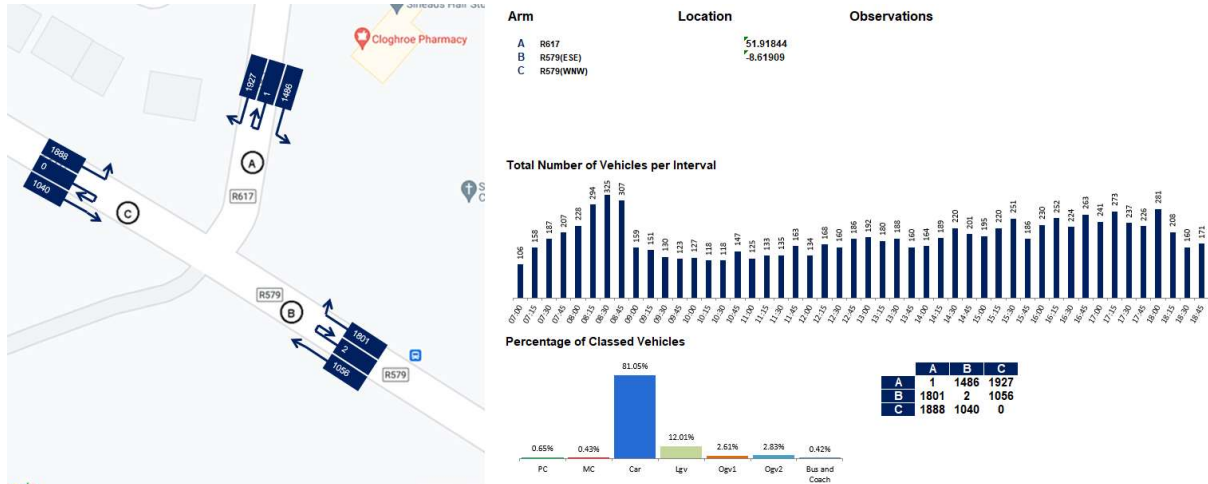 Sineads Hair St
Cloghroe Pharmacy
1927
1
1486
1888
0
1040
A
R617
C
S
C
R579
B
1801
2
1056
R579
Arm Location Observations
A R617 51.91844
B R579(ESE) -8.61909
C R579(WNW)
Total Number of Vehicles per Interval
106 158 187 207 228 294 325 307 159 151 130 123 127 118 118 147 125 133 135 163 134 168 160 186 192 180 188 160 164 189 220 201 195 220 251 186 230 252 224 263 241 273 237 226 281 208 160 171
07:00 07:15 07:30 07:45 08:00 08:15 08:30 08:45 09:00 09:15 09:30 09:45 10:00 10:15 10:30 10:45 11:00 11:15 11:30 11:45 12:00 12:15 12:30 12:45 13:00 13:15 13:30 13:45 14:00 14:15 14:30 14:45 15:00 15:15 15:30 15:45 16:00 16:15 16:30 16:45 17:00 17:15 17:30 17:45 18:00 18:15 18:30 18:45
Percentage of Classed Vehicles
0.65% 0.43% 81.05% 12.01% 2.61% 2.83% 0.42%
PC MC Car Lgv Ogv1 Ogv2 Bus and
Coach
A B C
A 1 1486 1927
B 1801 2 1056
C 1888 1040 0